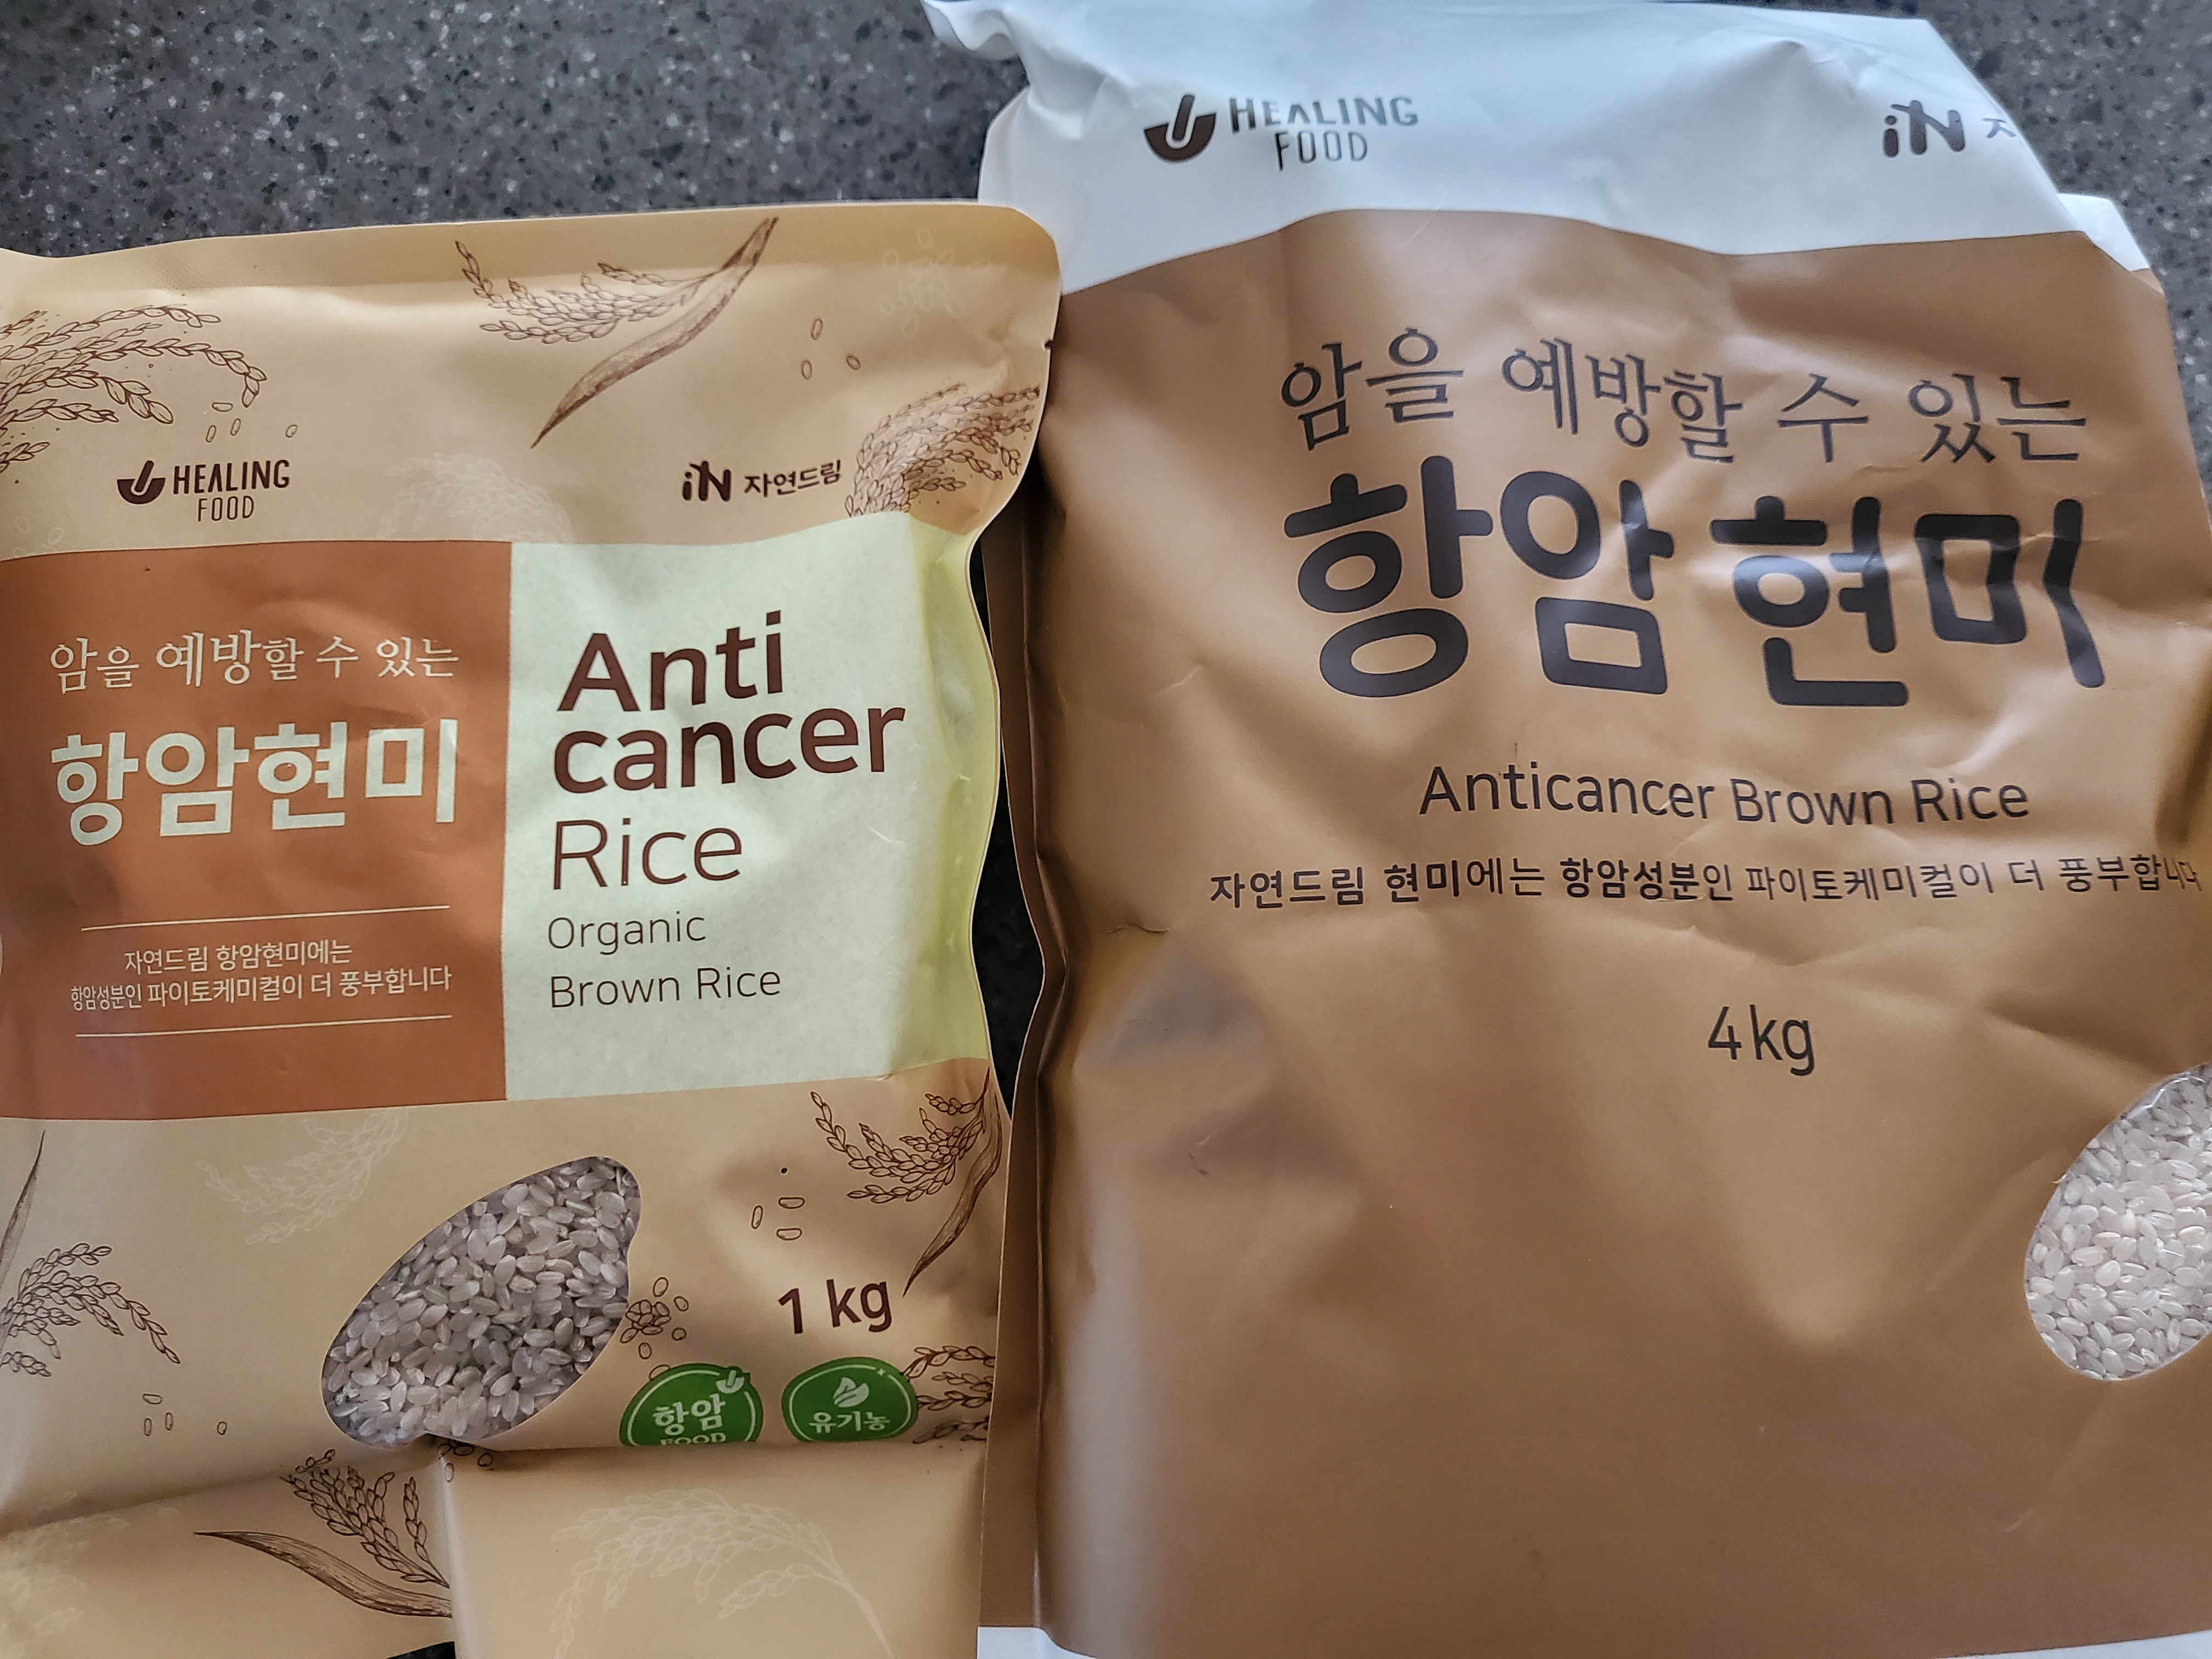 HEALING
FOOD
iN 자연드림
암을 예방할 수 있는
항암현미
자연드림 항암현미에는
항암성분인 파이토케미컬이 더 풍부합니다
Anti
cancer
Rice
Organic
Brown Rice
1 kg
항암
FOOD
유기농
HEALING
FOOD
iN 자
암을 예방할 수 있는
항암 현미
Anticancer Brown Rice
자연드림 현미에는 항암성분인 파이토케미컬이 더 풍부합니다
4kg